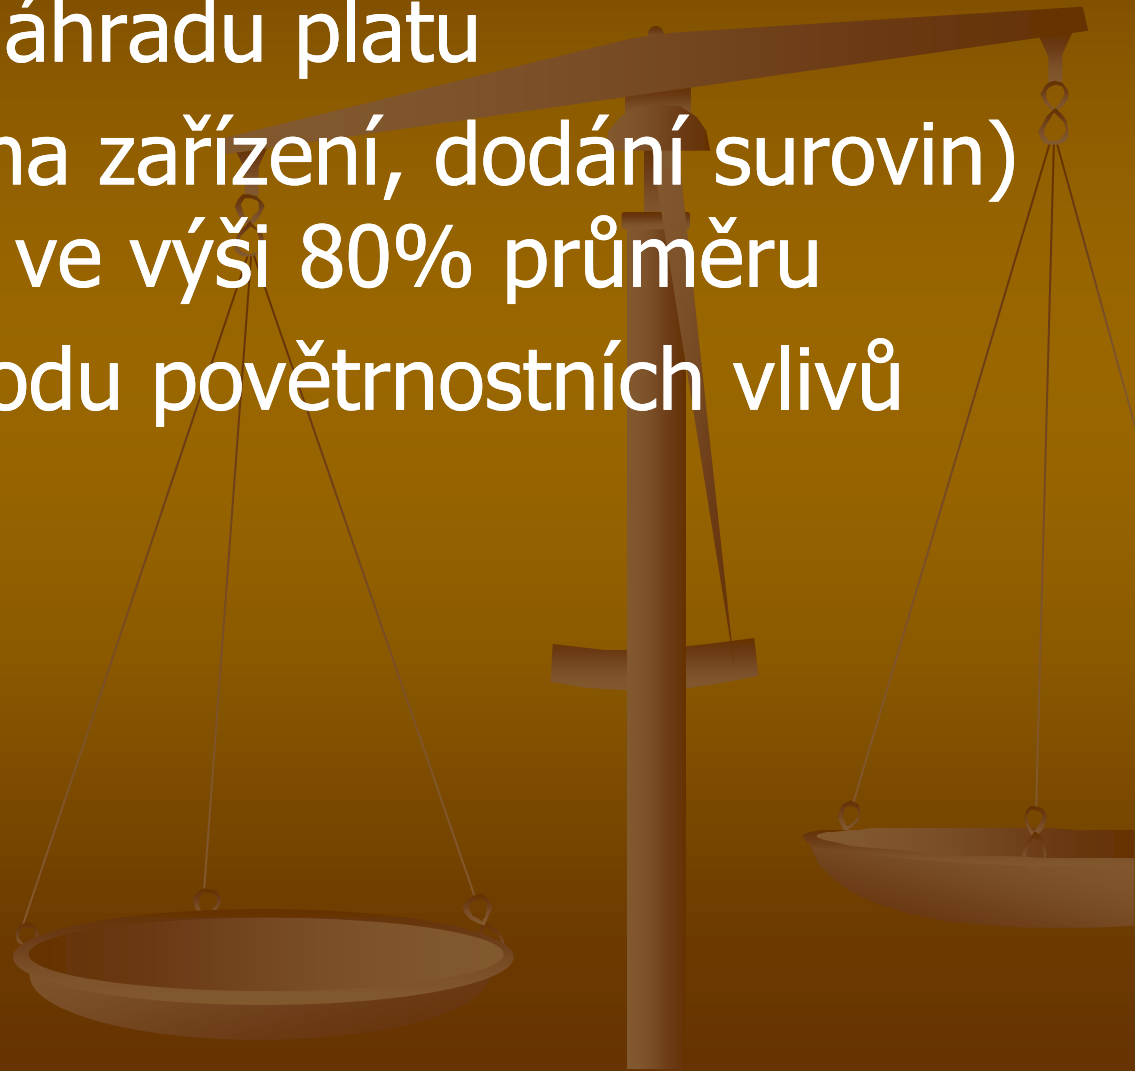 áhradu platu
na zařízení, dodání surovin)
ve výši 80% průměru
odu povětrnostních vlivů